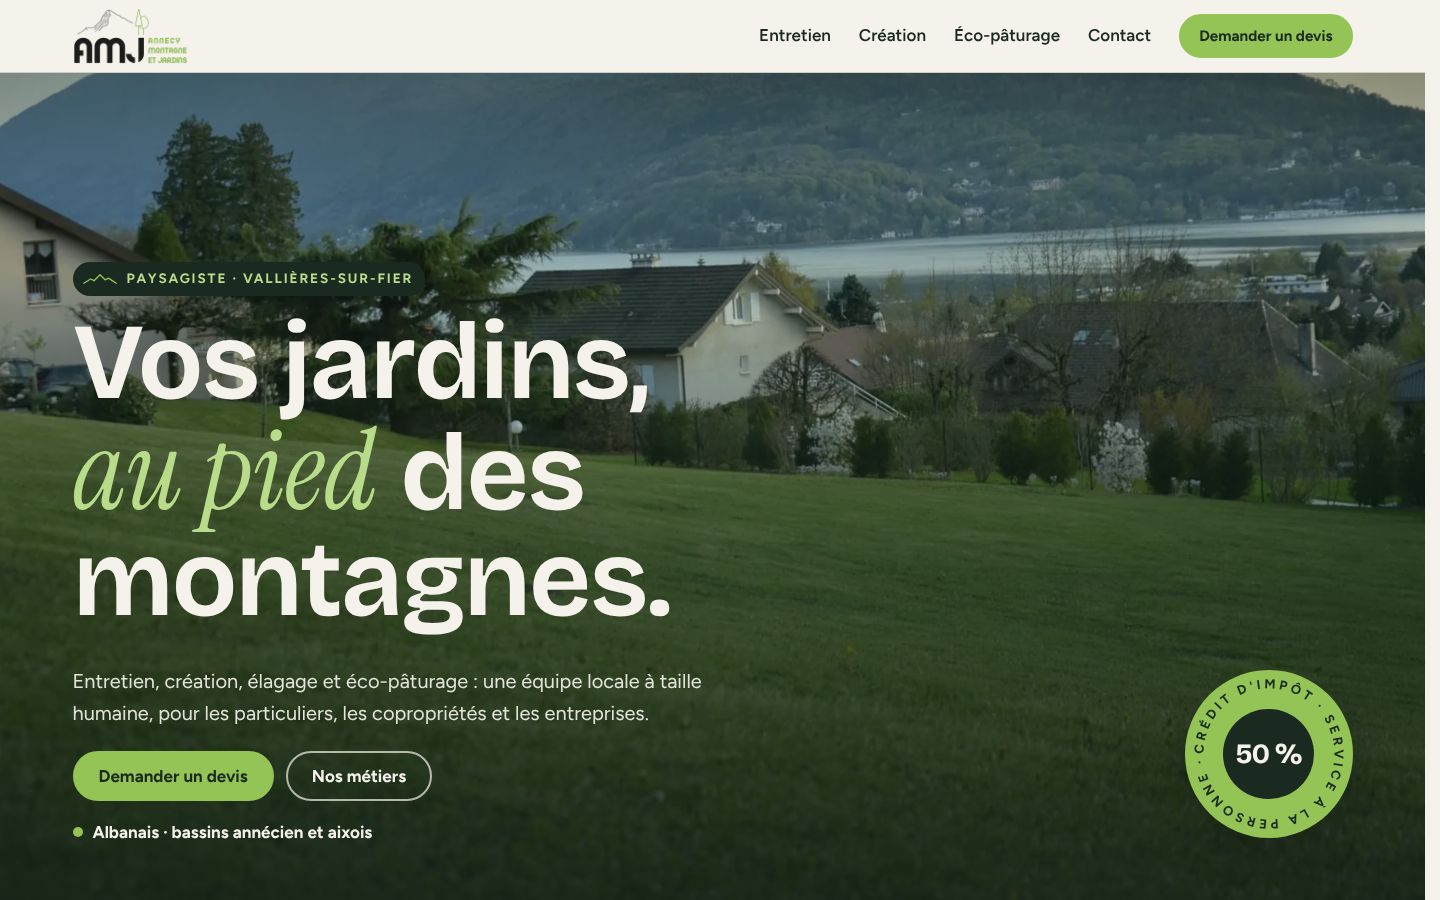 AMJ
ANNECY
MONTAGNE
ET JARDINS
Entretien
Création
Éco-pâturage
Contact
Demander un devis
PAYSAGISTE · VALLIÈRES-SUR-FIER
Vos jardins,
au pied des
montagnes.
Entretien, création, élagage et éco-pâturage : une équipe locale à taille
humaine, pour les particuliers, les copropriétés et les entreprises.
Demander un devis
Nos métiers
Albanais · bassins annécien et aixois
CRÉDIT D'IMPÔT · SERVICE À LA PERSONNE ·
50 %